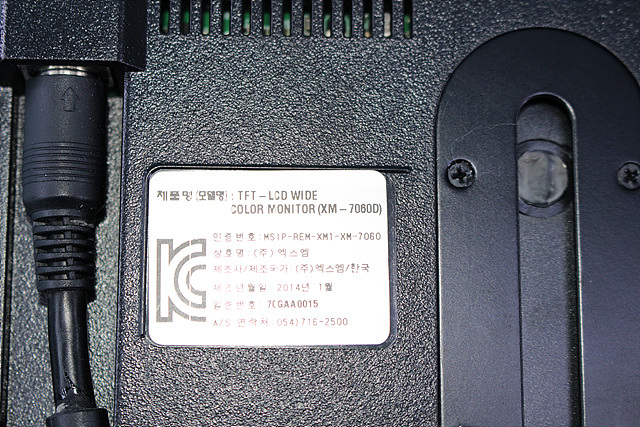 제품명(모델명) : TFT - LCD WIDE
COLOR MONITOR(XM - 7060D)
인증번호:MSIP-REM-XM1-XM-7060
상호명:(주)엑스엠
제조사/제조국가:(주)엑스엠/한국
제조년월일 2014년 1월
일련번호: 7CGAA0015
A/S 연락처:054)716-2500